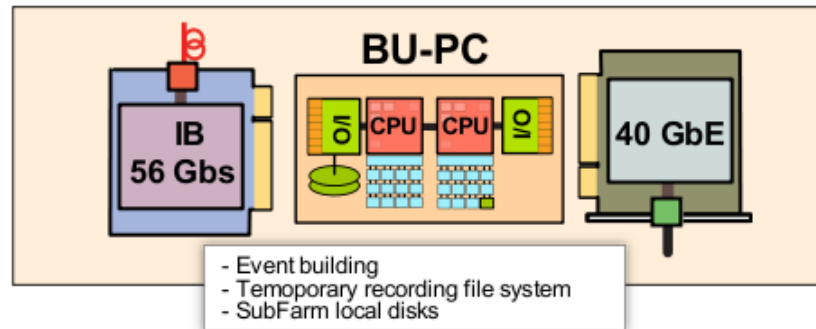 BU-PC
IB
56 Gbs
I/O
CPU
CPU
I/O
40 GbE
- Event building
- Temoporary recording file system
- SubFarm local disks